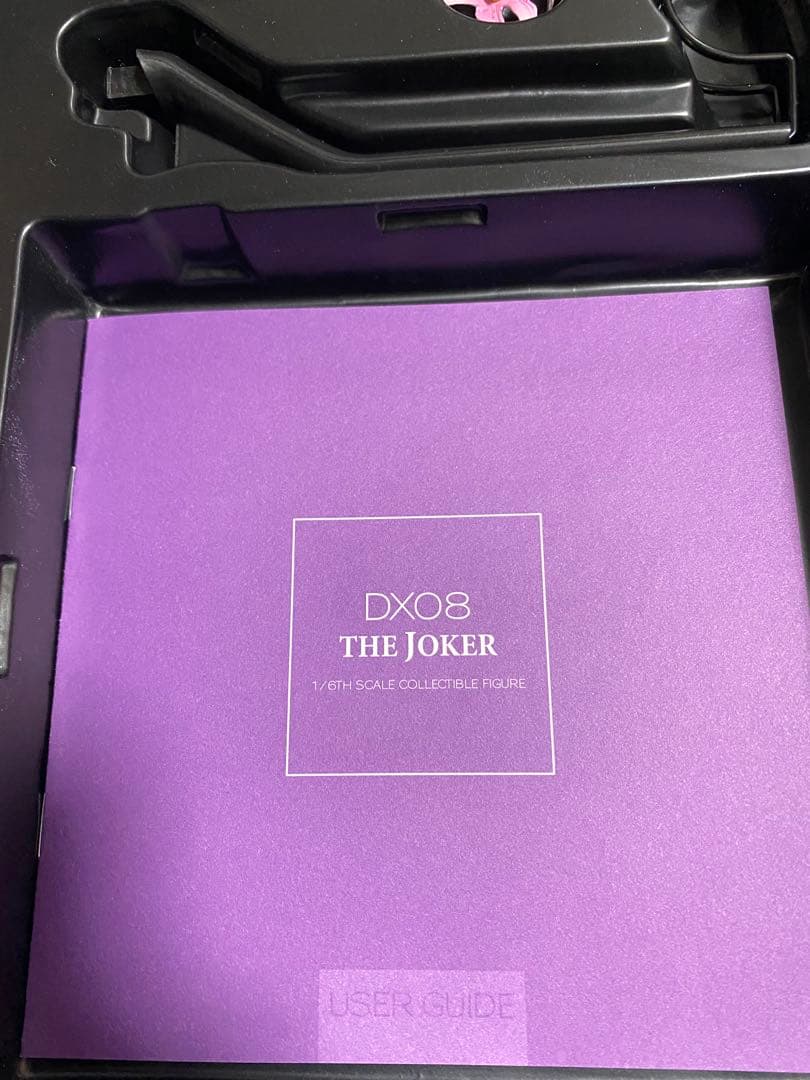 DX08
THE JOKER
1/6TH SCALE COLLECTIBLE FIGURE
USER GUIDE